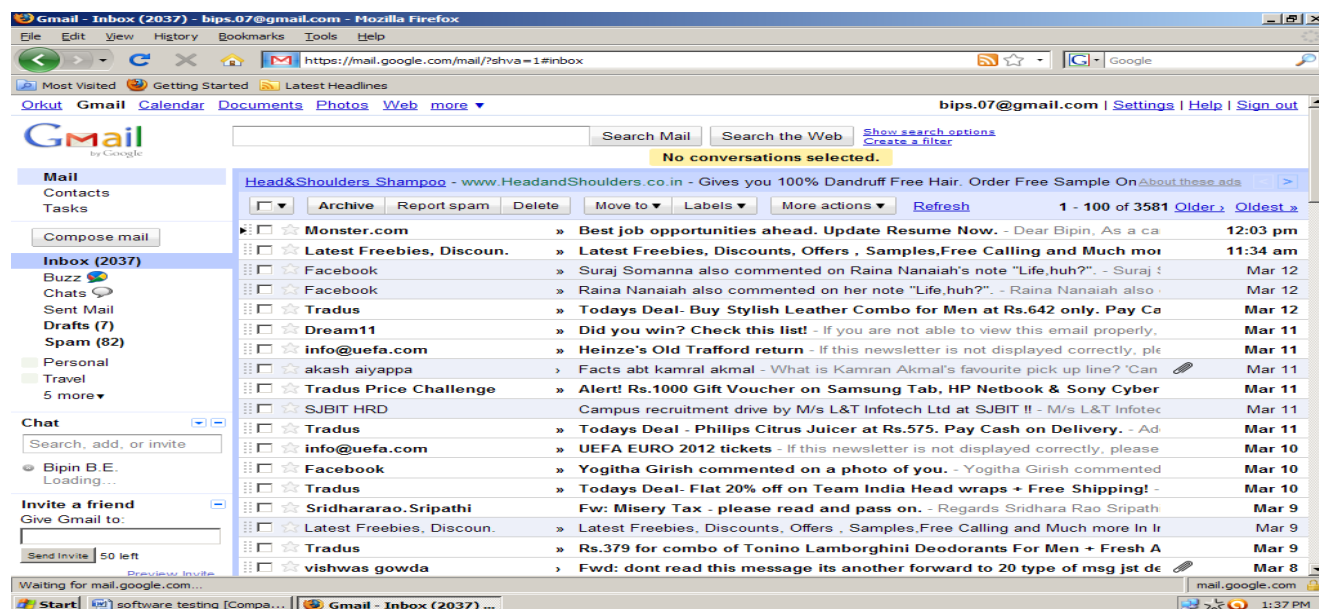 Gmail - Inbox (2037) - bips.07@gmail.com - Mozilla Firefox
File Edit View History Bookmarks Tools Help
https://mail.google.com/mail/?shva=1#inbox Google
Most Visited Getting Started Latest Headlines
Orkut Gmail Calendar Documents Photos Web more ▼ bips.07@gmail.com | Settings | Help | Sign out
Gmail by Google
Search Mail Search the Web Show search options
Create a filter
No conversations selected.
Mail
Contacts
Tasks
Compose mail
Inbox (2037)
Buzz
Chats
Sent Mail
Drafts (7)
Spam (82)
Personal
Travel
5 more▼
Chat
Search, add, or invite
Bipin B.E.
Loading...
Invite a friend
Give Gmail to:
Send Invite 50 left
Preview Invite
Head&Shoulders Shampoo - www.HeadandShoulders.co.in - Gives you 100% Dandruff Free Hair. Order Free Sample On About these ads < >
Archive Report spam Delete Move to ▼ Labels ▼ More actions ▼ Refresh 1 - 100 of 3581 Older › Oldest »
Monster.com » Best job opportunities ahead. Update Resume Now. - Dear Bipin, As a ca 12:03 pm
Latest Freebies, Discoun. » Latest Freebies, Discounts, Offers , Samples,Free Calling and Much mor 11:34 am
Facebook » Suraj Somanna also commented on Raina Nanaiah's note "Life,huh?". - Suraj Mar 12
Facebook » Raina Nanaiah also commented on her note "Life,huh?". - Raina Nanaiah also Mar 12
Tradus » Todays Deal- Buy Stylish Leather Combo for Men at Rs.642 only. Pay Ca Mar 12
Dream11 » Did you win? Check this list! - If you are not able to view this email properly, Mar 11
info@uefa.com » Heinze's Old Trafford return - If this newsletter is not displayed correctly, ple Mar 11
akash aiyappa › Facts abt kamral akmal - What is Kamran Akmal's favourite pick up line? 'Can Mar 11
Tradus Price Challenge » Alert! Rs.1000 Gift Voucher on Samsung Tab, HP Netbook & Sony Cyber Mar 11
SJBIT HRD Campus recruitment drive by M/s L&T Infotech Ltd at SJBIT !! - M/s L&T Infotec Mar 11
Tradus » Todays Deal - Philips Citrus Juicer at Rs.575. Pay Cash on Delivery. - Ad Mar 11
info@uefa.com » UEFA EURO 2012 tickets - If this newsletter is not displayed correctly, please Mar 10
Facebook » Yogitha Girish commented on a photo of you. - Yogitha Girish commented Mar 10
Tradus » Todays Deal- Flat 20% off on Team India Head wraps + Free Shipping! - Mar 10
Sridhararao.Sripathi Fw: Misery Tax - please read and pass on. - Regards Sridhara Rao Sripath Mar 9
Latest Freebies, Discoun. » Latest Freebies, Discounts, Offers , Samples,Free Calling and Much more In Ir Mar 9
Tradus » Rs.379 for combo of Tonino Lamborghini Deodorants For Men + Fresh A Mar 9
vishwas gowda › Fwd: dont read this message its another forward to 20 type of msg jst de Mar 8
Waiting for mail.google.com... mail.google.com
Start software testing [Compa... Gmail - Inbox (2037) ... 1:37 PM